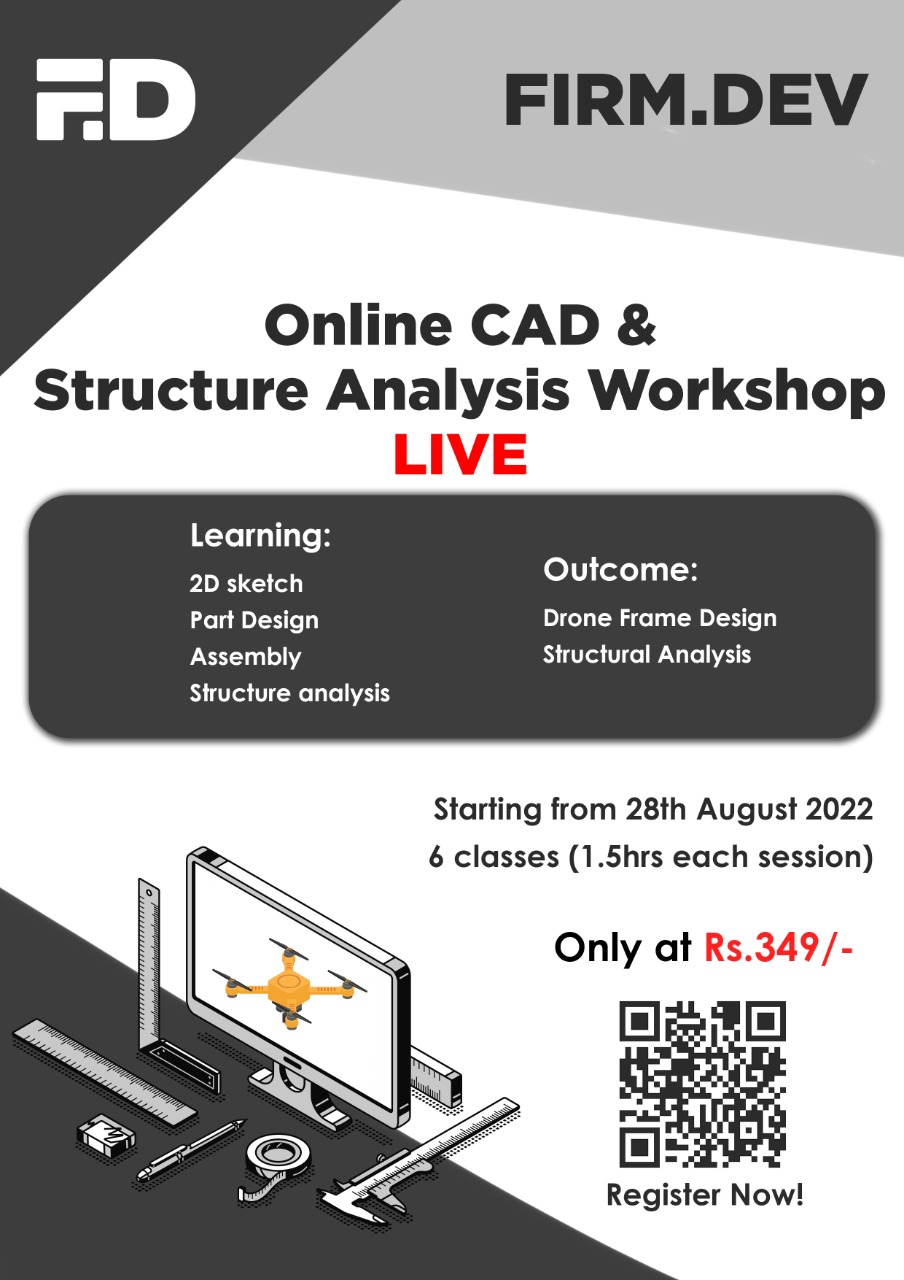 F.D
FIRM.DEV
Online CAD &
Structure Analysis Workshop
LIVE
Learning:
2D sketch
Part Design
Assembly
Structure analysis
Outcome:
Drone Frame Design
Structural Analysis
Starting from 28th August 2022
6 classes (1.5hrs each session)
Only at Rs.349/-
Register Now!